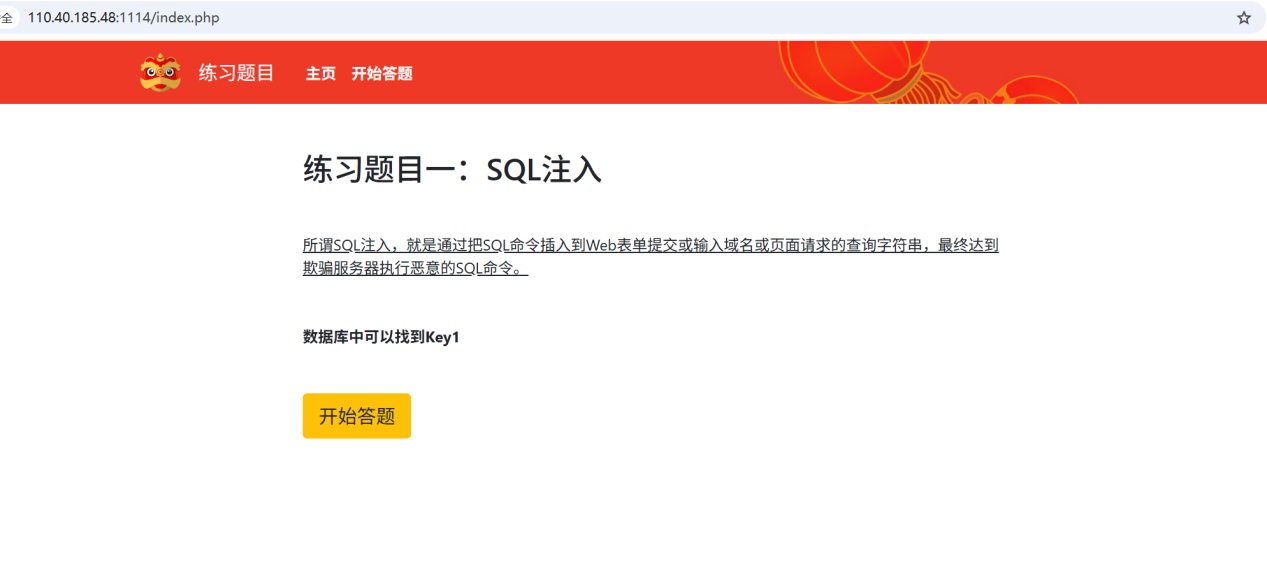 全 110.40.185.48:1114/index.php
练习题目 主页 开始答题
练习题目一：SQL注入
所谓SQL注入，就是通过把SQL命令插入到Web表单提交或输入域名或页面请求的查询字符串，最终达到
欺骗服务器执行恶意的SQL命令。
数据库中可以找到Key1
开始答题